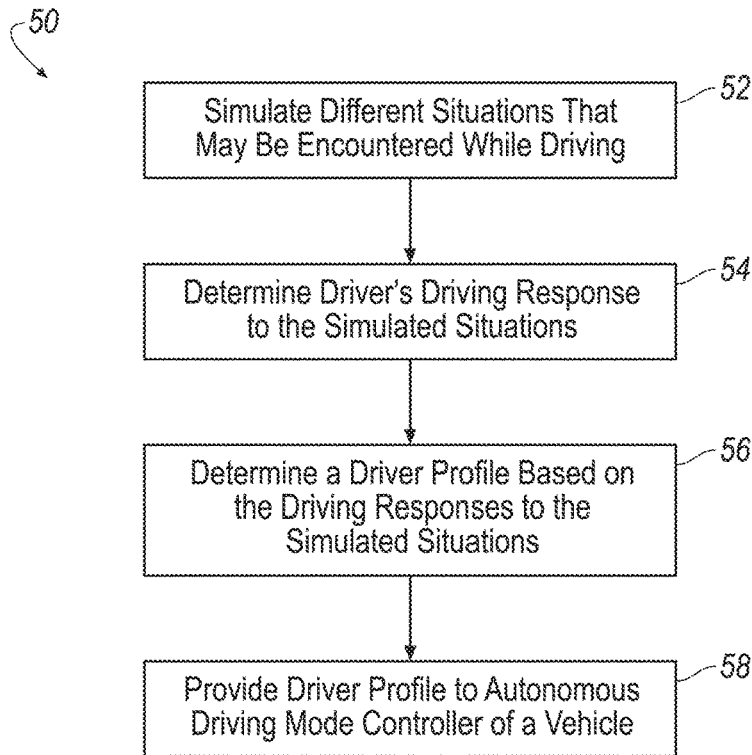 50
52
Simulate Different Situations That
May Be Encountered While Driving
54
Determine Driver's Driving Response
to the Simulated Situations
56
Determine a Driver Profile Based on
the Driving Responses to the
Simulated Situations
58
Provide Driver Profile to Autonomous
Driving Mode Controller of a Vehicle